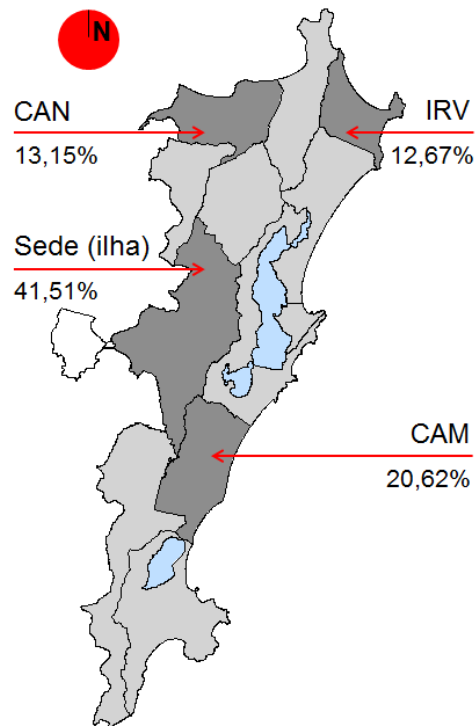 N
CAN
13,15%
IRV
12,67%
Sede (ilha)
41,51%
CAM
20,62%